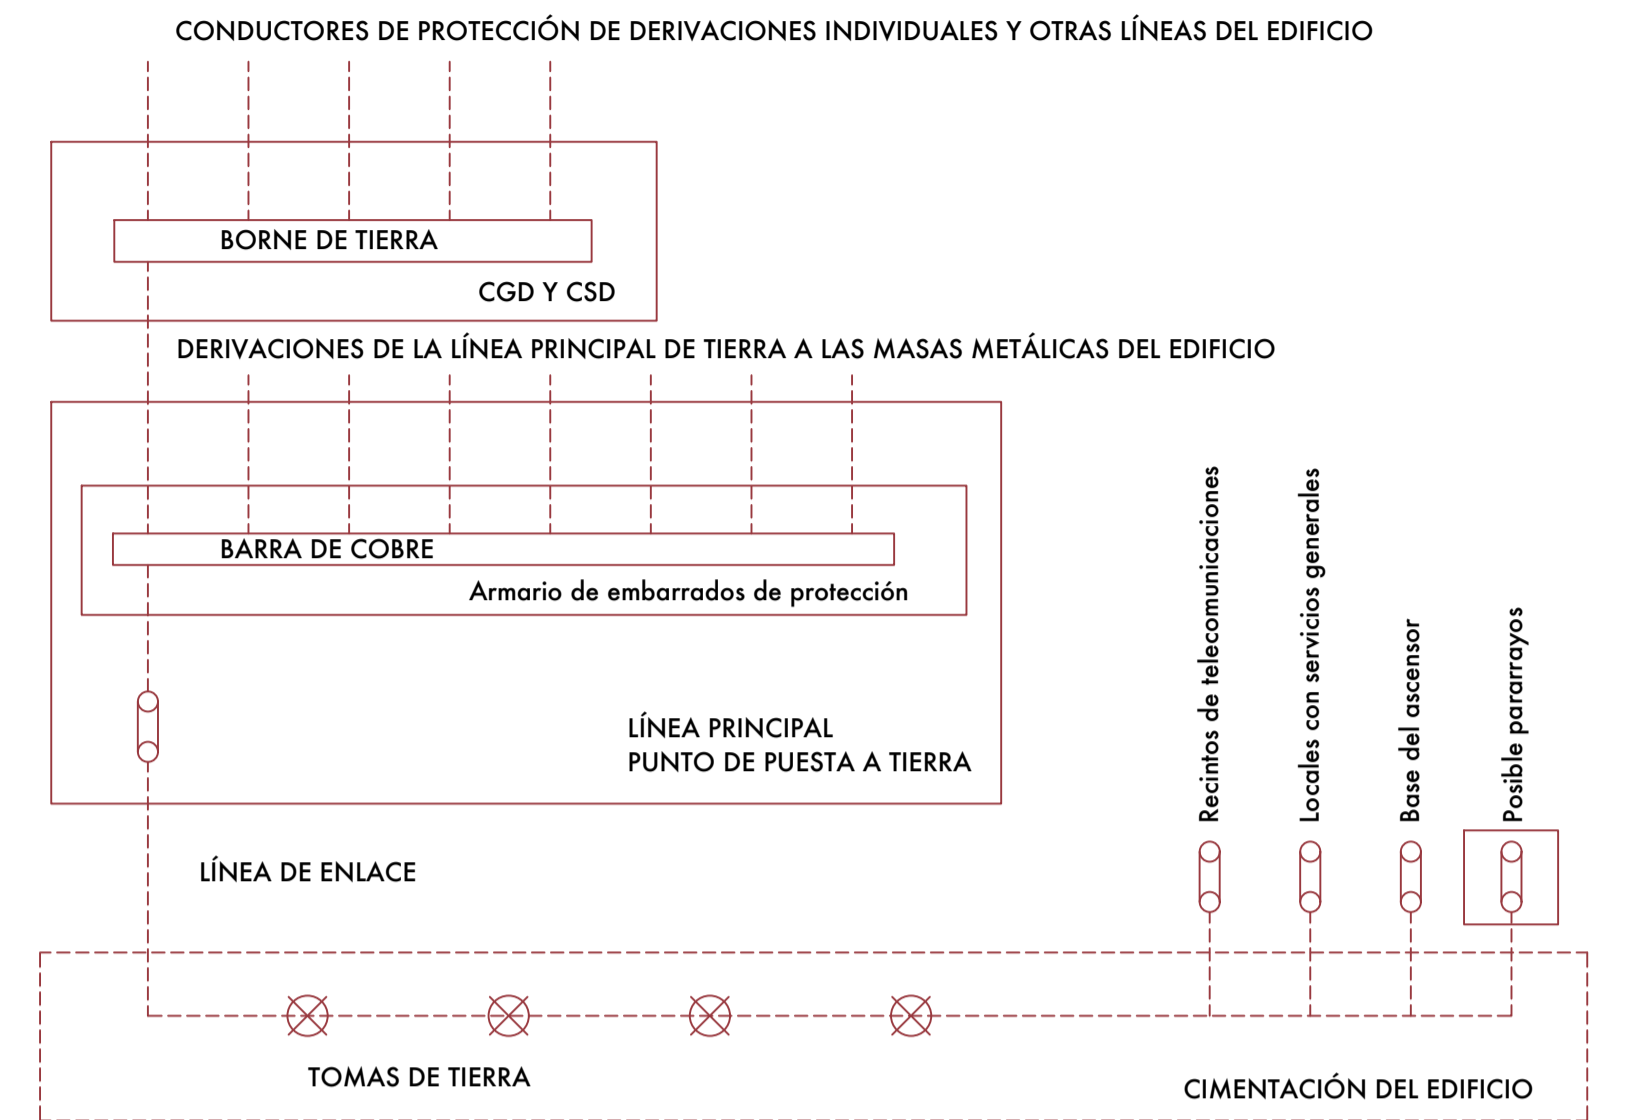 CONDUCTORES DE PROTECCIÓN DE DERIVACIONES INDIVIDUALES Y OTRAS LÍNEAS DEL EDIFICIO
BORNE DE TIERRA
CGD Y CSD
DERIVACIONES DE LA LÍNEA PRINCIPAL DE TIERRA A LAS MASAS METÁLICAS DEL EDIFICIO
BARRA DE COBRE
Armario de embarrados de protección
LÍNEA PRINCIPAL
PUNTO DE PUESTA A TIERRA
Recintos de telecomunicaciones
Locales con servicios generales
Base del ascensor
Posible pararrayos
LÍNEA DE ENLACE
TOMAS DE TIERRA
CIMENTACIÓN DEL EDIFICIO